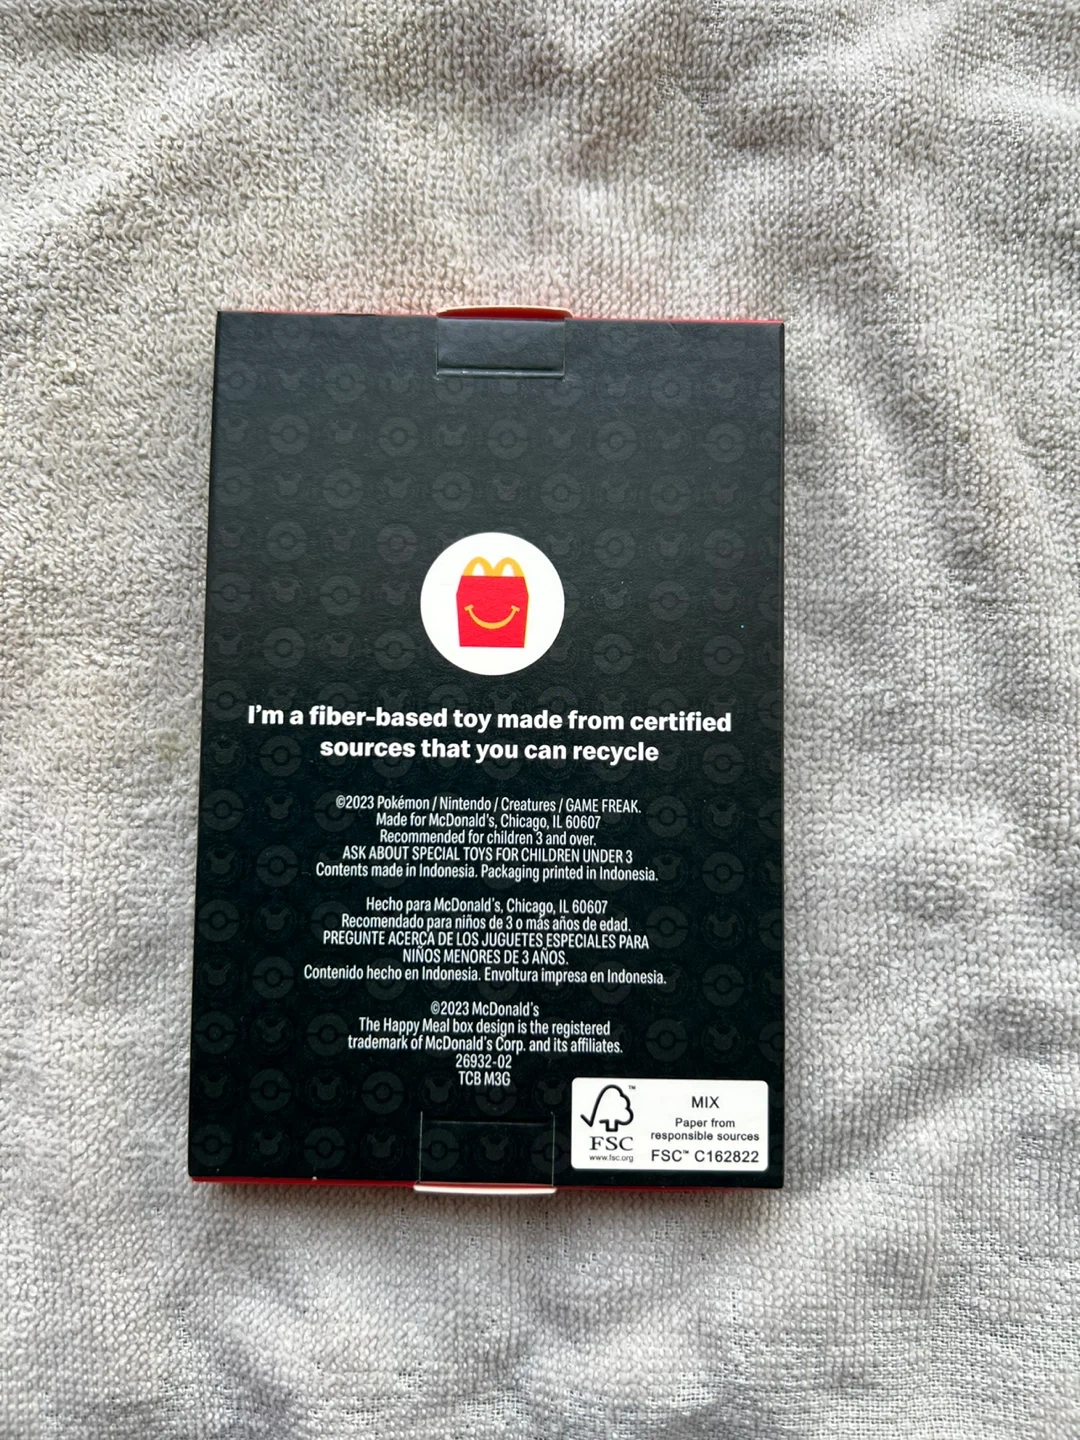 I'm a fiber-based toy made from certified
sources that you can recycle
©2023 Pokémon / Nintendo / Creatures / GAME FREAK.
Made for McDonald's, Chicago, IL 60607
Recommended for children 3 and over.
ASK ABOUT SPECIAL TOYS FOR CHILDREN UNDER 3
Contents made in Indonesia. Packaging printed in Indonesia.
Hecho para McDonald's, Chicago, IL 60607
Recomendado para niños de 3 o más años de edad.
PREGUNTE ACERCA DE LOS JUGUETES ESPECIALES PARA
NIÑOS MENORES DE 3 AÑOS.
Contenido hecho en Indonesia. Envoltura impresa en Indonesia.
©2023 McDonald's
The Happy Meal box design is the registered
trademark of McDonald's Corp. and its affiliates.
26932-02
TCB M3G
™
FSC
www.fsc.org
MIX
Paper from
responsible sources
FSC™ C162822